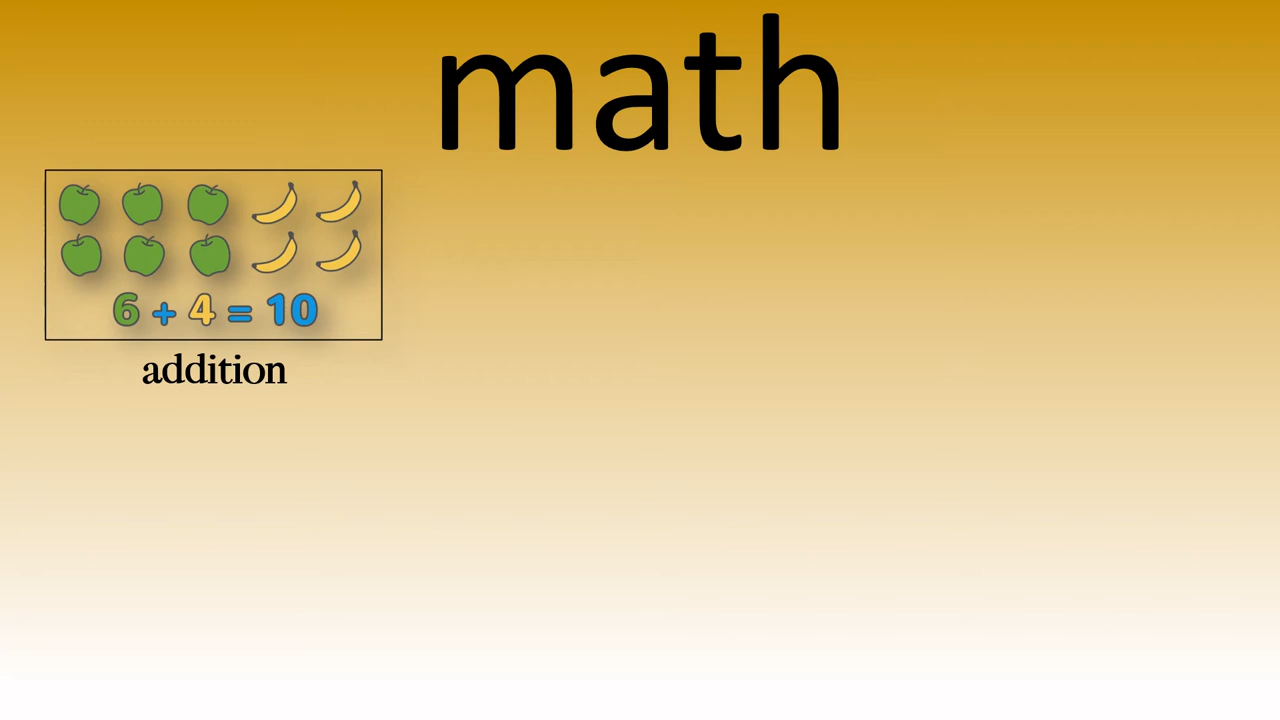 math
6 + 4 = 10
addition